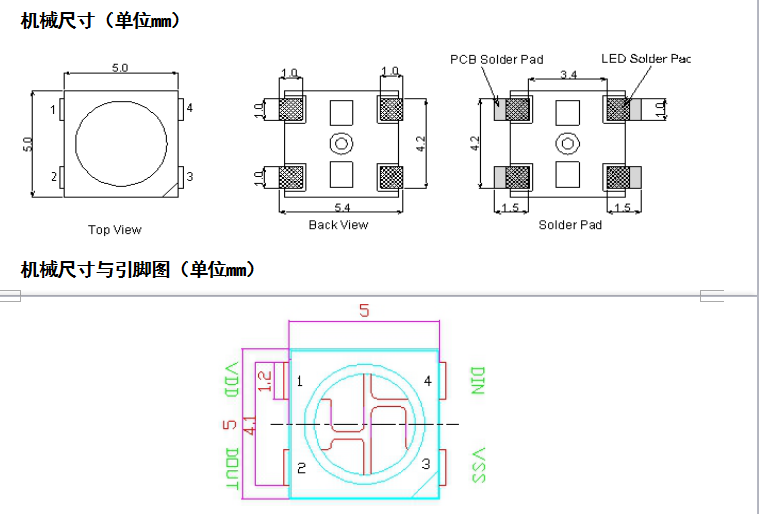 机械尺寸（单位mm）
PCB Solder Pad
LED Solder Pad
5.0
1.0
1.0
3.4
1
4
1.0
1.0
5.0
4.2
4.2
2
3
1.0
5.4
1.5
1.5
Top View
Back View
Solder Pad
机械尺寸与引脚图（单位mm）
5
VDD
1.2
1
4
DIN
5
4.1
DOUT
2
3
VSS